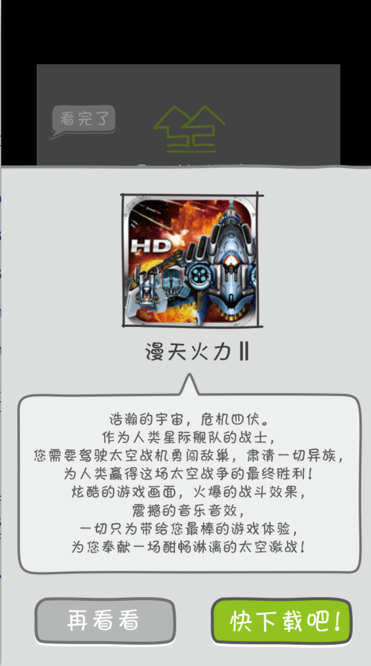 看完了
HD
漫天火力Ⅱ
浩瀚的宇宙，危机四伏。
作为人类星际舰队的战士，
您需要驾驶太空战机勇闯敌巢，肃请一切异族，
为人类赢得这场太空战争的最终胜利！
炫酷的游戏画面，火爆的战斗效果，
震撼的音乐音效，
一切只为带给您最棒的游戏体验，
为您奉献一场酣畅淋漓的太空激战！
再看看
快下载吧！